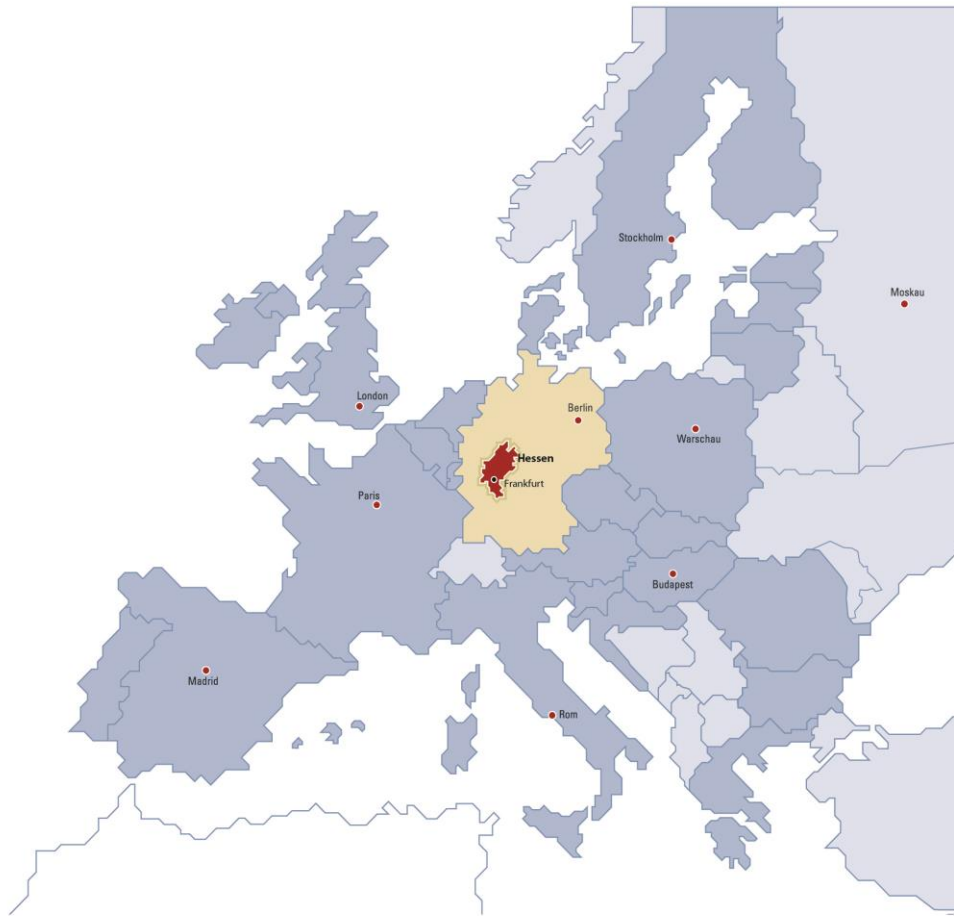 Stockholm
Moskau
London
Berlin
Warschau
Hessen
Frankfurt
Paris
Budapest
Madrid
Rom